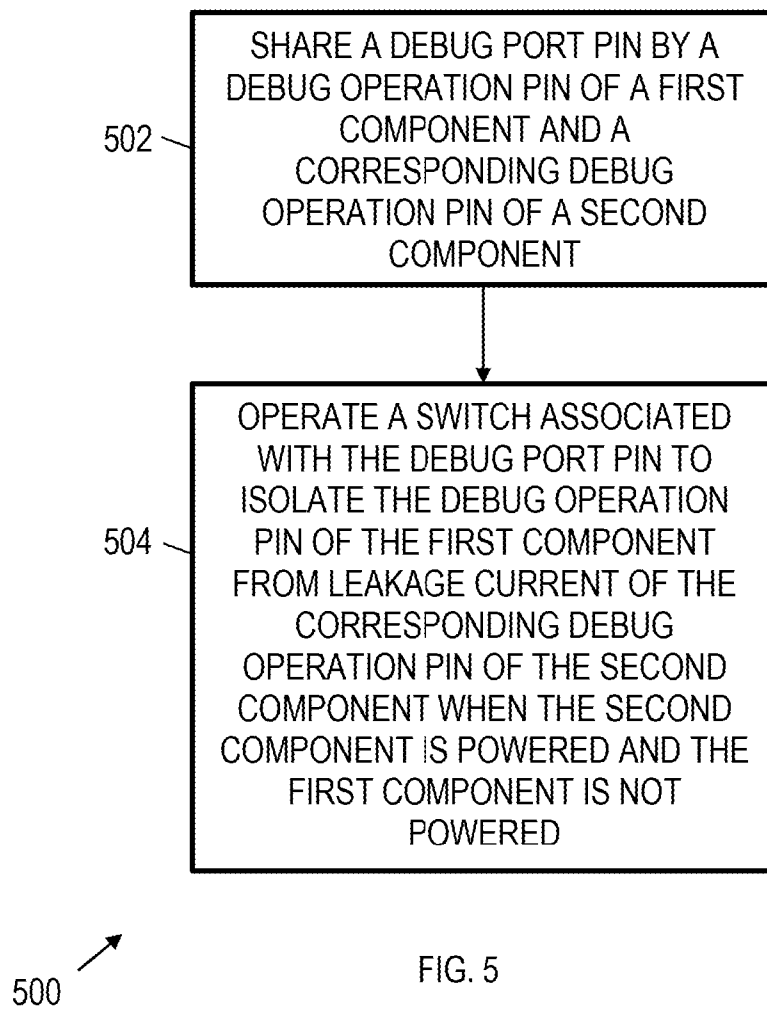 SHARE A DEBUG PORT PIN BY A
DEBUG OPERATION PIN OF A FIRST
COMPONENT AND A
CORRESPONDING DEBUG
OPERATION PIN OF A SECOND
COMPONENT
502
OPERATE A SWITCH ASSOCIATED
WITH THE DEBUG PORT PIN TO
ISOLATE THE DEBUG OPERATION
PIN OF THE FIRST COMPONENT
FROM LEAKAGE CURRENT OF THE
CORRESPONDING DEBUG
OPERATION PIN OF THE SECOND
COMPONENT WHEN THE SECOND
COMPONENT IS POWERED AND THE
FIRST COMPONENT IS NOT
POWERED
504
500
FIG. 5